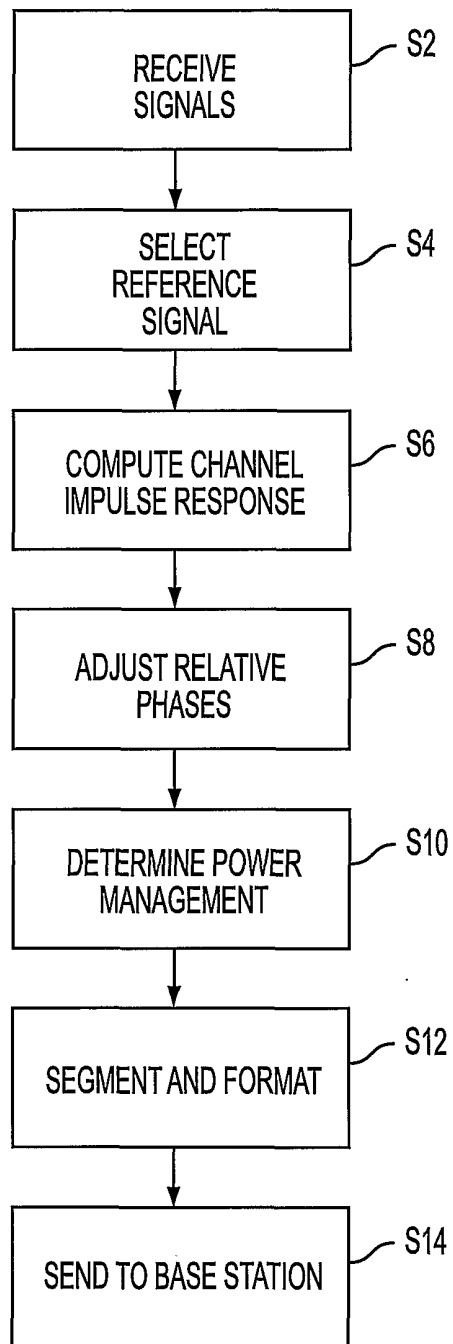 RECEIVE
SIGNALS
S2
SELECT
REFERENCE
SIGNAL
S4
COMPUTE CHANNEL
IMPULSE RESPONSE
S6
ADJUST RELATIVE
PHASES
S8
DETERMINE POWER
MANAGEMENT
S10
SEGMENT AND FORMAT
S12
SEND TO BASE STATION
S14